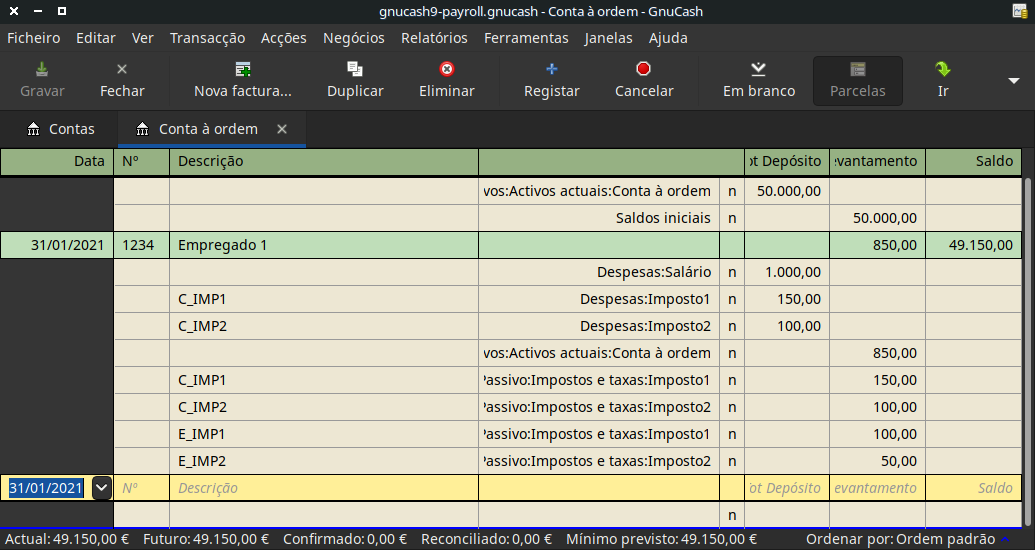 gnucash9-payroll.gnucash - Conta à ordem - GnuCash
Ficheiro Editar Ver Transacção Acções Negócios Relatórios Ferramentas Janelas Ajuda
Gravar Fechar Nova factura... Duplicar Eliminar Registar Cancelar Em branco Parcelas Ir
Contas Conta à ordem
Data Nº Descrição ot Depósito evantamento Saldo
vos:Activos actuais:Conta à ordem n 50.000,00
Saldos iniciais n 50.000,00
31/01/2021 1234 Empregado 1 850,00 49.150,00
Despesas:Salário n 1.000,00
C_IMP1 Despesas:Imposto1 n 150,00
C_IMP2 Despesas:Imposto2 n 100,00
vos:Activos actuais:Conta à ordem n 850,00
C_IMP1 Passivo:Impostos e taxas:Imposto1 n 150,00
C_IMP2 Passivo:Impostos e taxas:Imposto2 n 100,00
E_IMP1 Passivo:Impostos e taxas:Imposto1 n 100,00
E_IMP2 Passivo:Impostos e taxas:Imposto2 n 50,00
31/01/2021 Nº Descrição ot Depósito evantamento Saldo
n
Actual: 49.150,00 € Futuro: 49.150,00 € Confirmado: 0,00 € Reconciliado: 0,00 € Mínimo previsto: 49.150,00 € Ordenar por: Ordem padrão